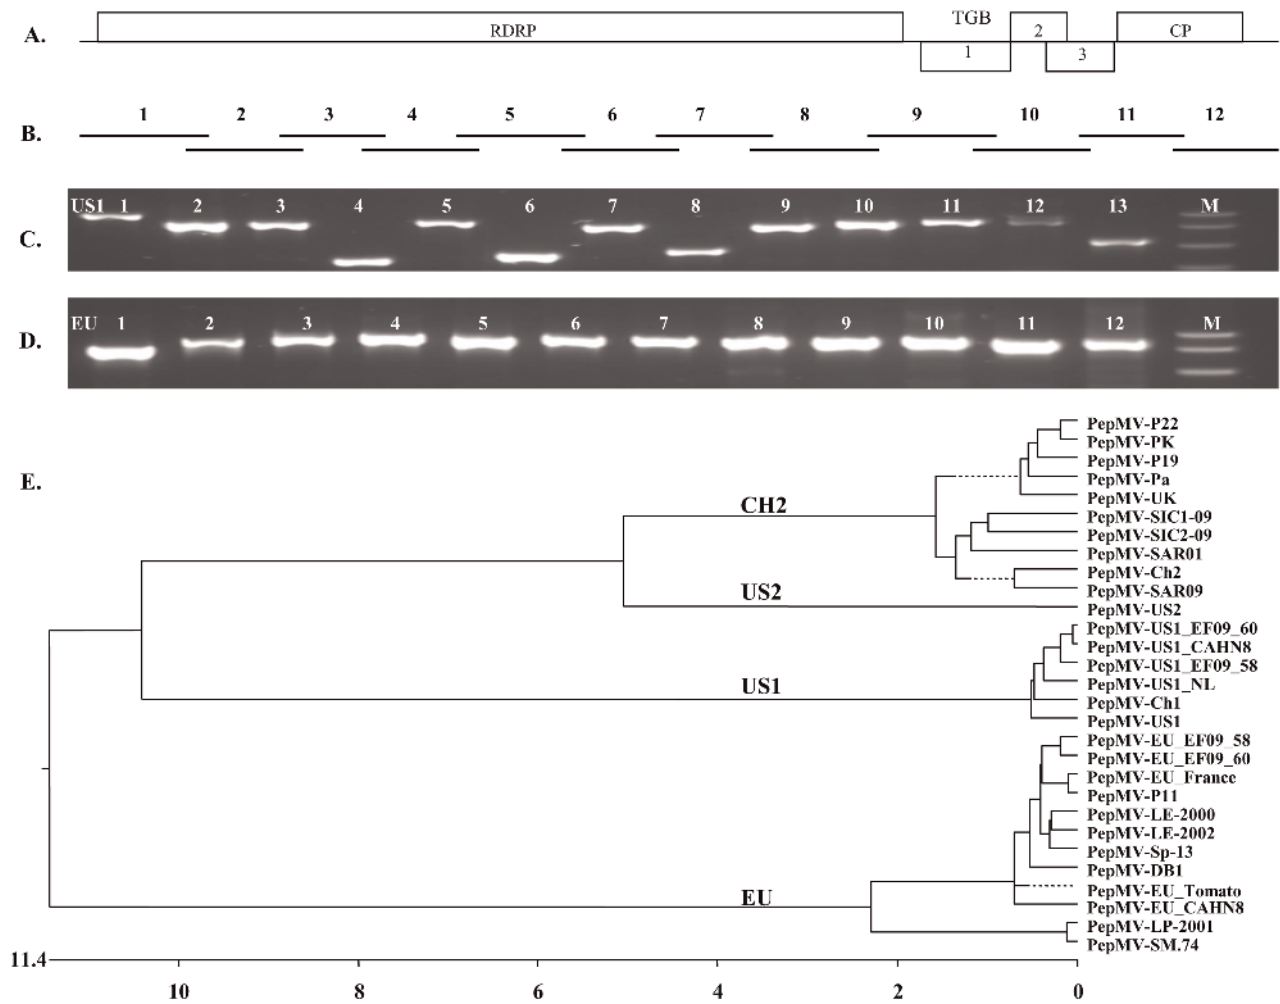 A.
RDRP
TGB
1
2
3
CP
B.
1 2 3 4 5 6 7 8 9 10 11 12
C.
US1 1 2 3 4 5 6 7 8 9 10 11 12 13 M
D.
EU 1 2 3 4 5 6 7 8 9 10 11 12 M
E.
PepMV-P22
PepMV-PK
PepMV-P19
PepMV-Pa
PepMV-UK
CH2
PepMV-SIC1-09
PepMV-SIC2-09
PepMV-SAR01
PepMV-Ch2
PepMV-SAR09
US2
PepMV-US2
PepMV-US1_EF09_60
PepMV-US1_CAHN8
PepMV-US1_EF09_58
PepMV-US1_NL
US1
PepMV-Ch1
PepMV-US1
PepMV-EU_EF09_58
PepMV-EU_EF09_60
PepMV-EU_France
PepMV-P11
PepMV-LE-2000
PepMV-LE-2002
PepMV-Sp-13
PepMV-DB1
PepMV-EU_Tomato
EU
PepMV-EU_CAHN8
PepMV-LP-2001
PepMV-SM.74
11.4
10 8 6 4 2 0